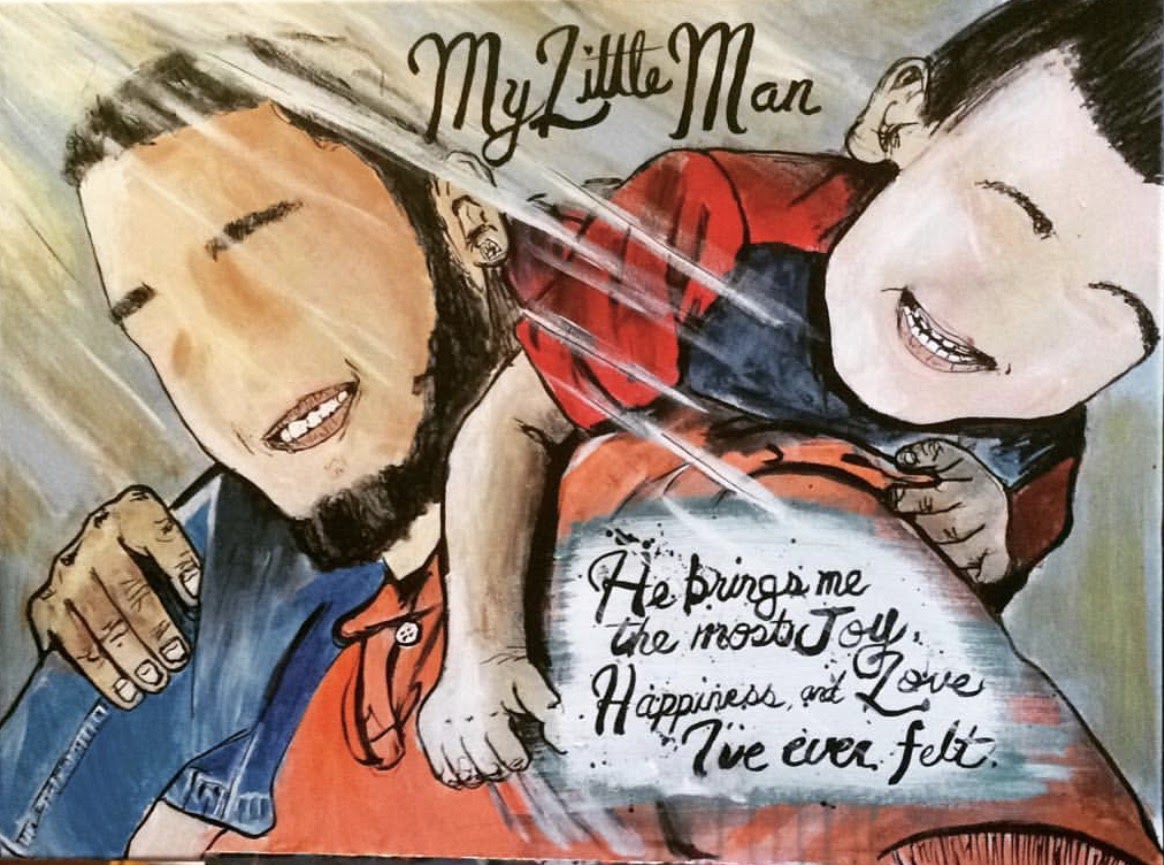 My Little Man
He brings me
the most Joy,
Happiness, and Love
I've ever felt.